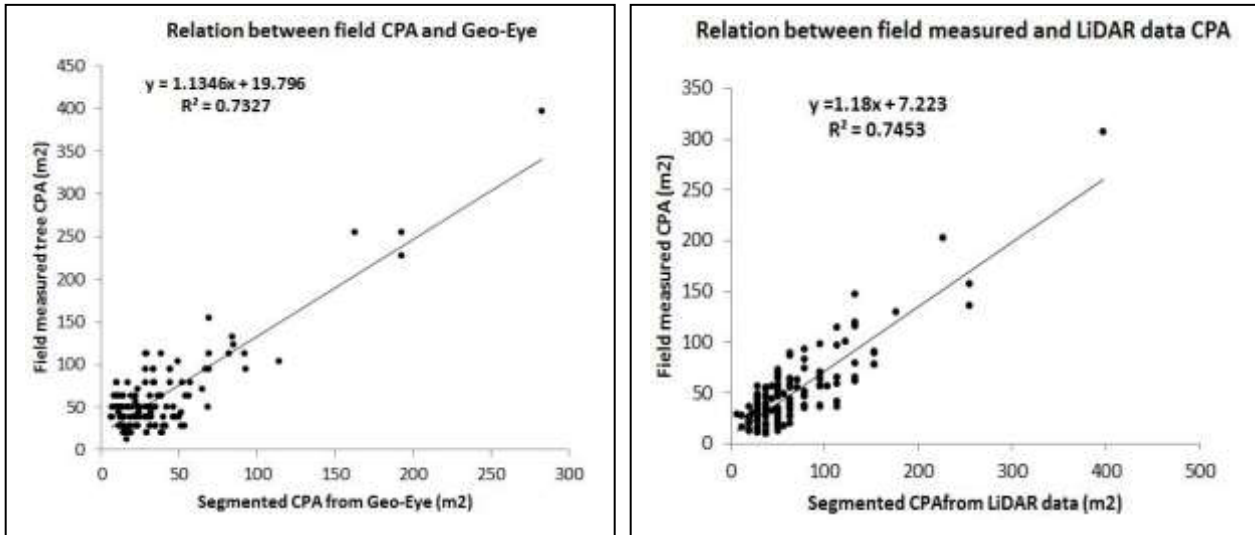 Relation between field CPA and Geo-Eye
y = 1.1346x + 19.796
R² = 0.7327
450
400
350
300
250
200
150
100
50
0
Field measured tree CPA (m2)
0 50 100 150 200 250 300
Segmented CPA from Geo-Eye (m2)
Relation between field measured and LiDAR data CPA
y =1.18x + 7.223
R² = 0.7453
350
300
250
200
150
100
50
0
Field measured CPA (m2)
0 100 200 300 400 500
Segmented CPAfrom LiDAR data (m2)